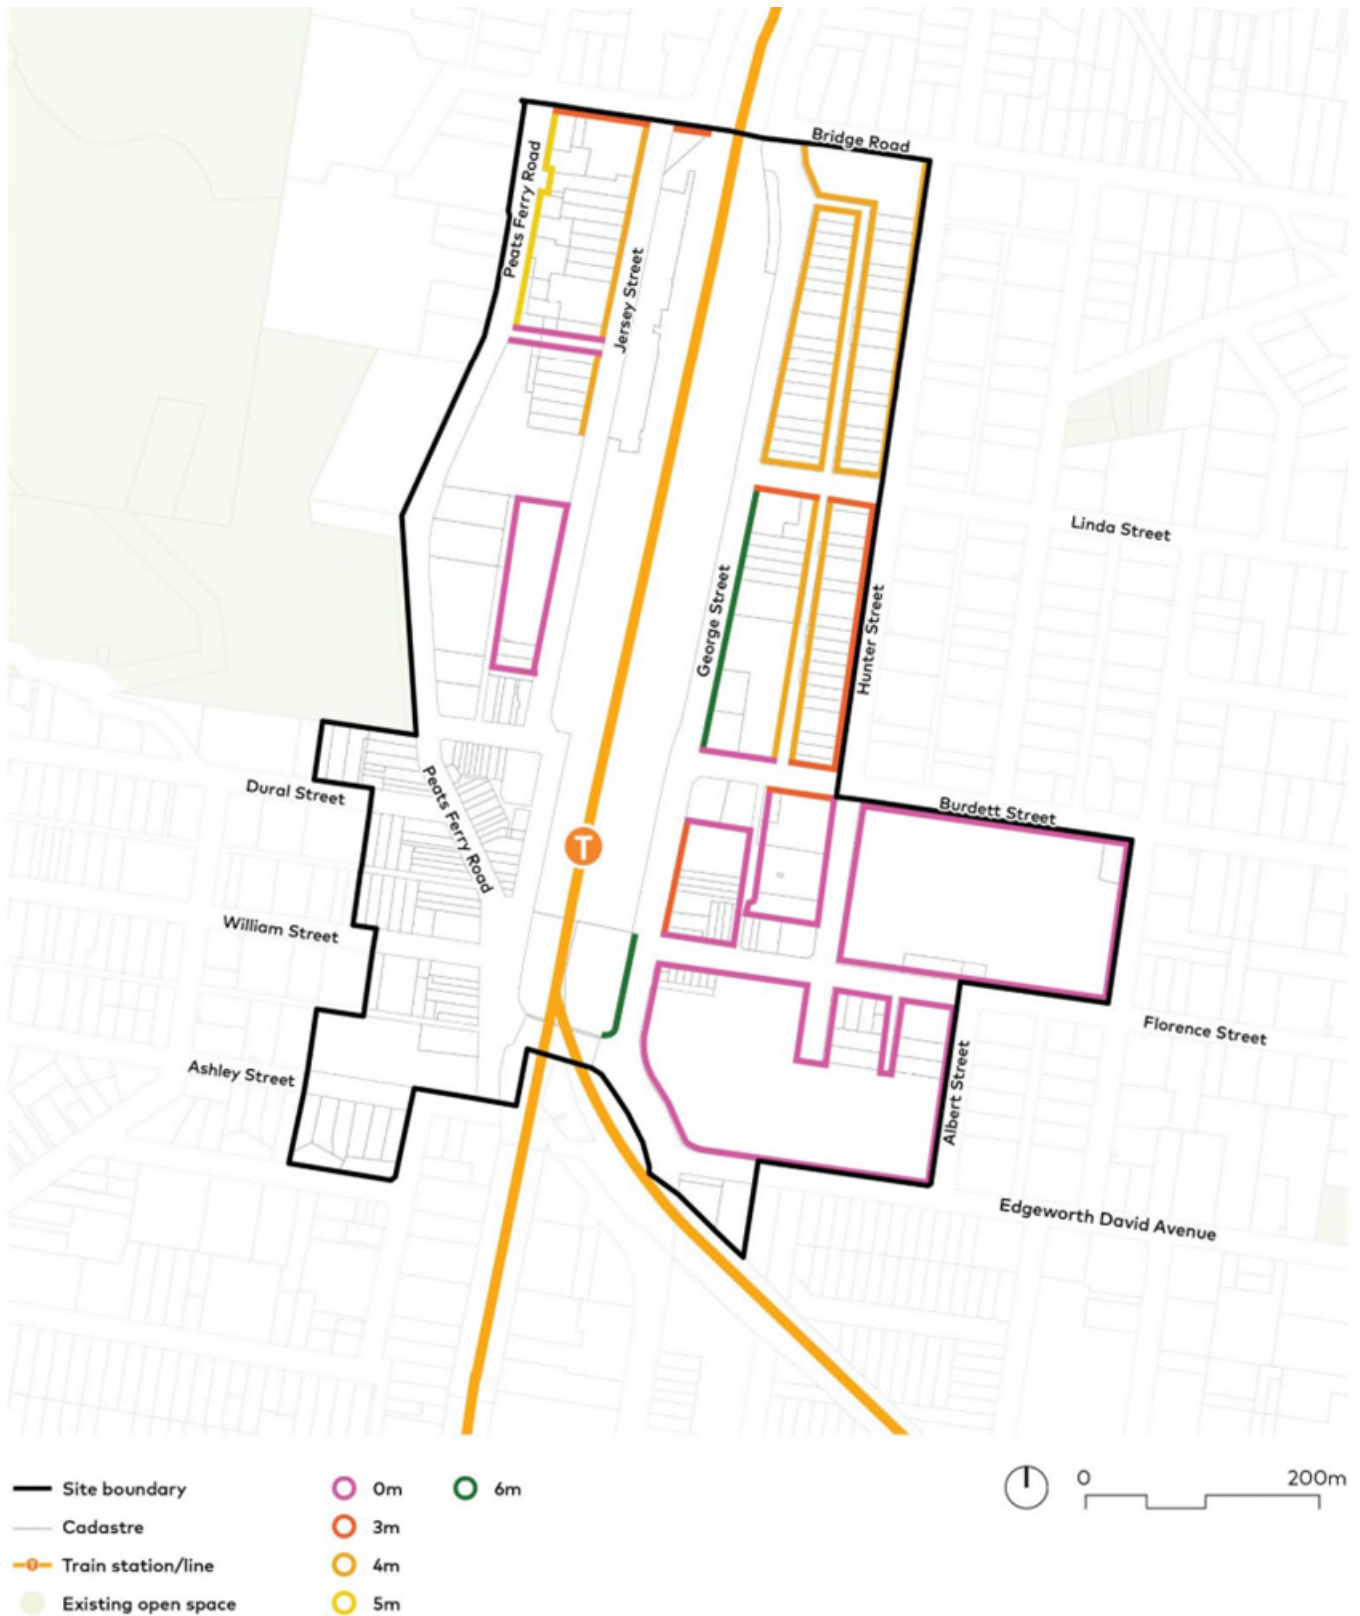 Bridge Road
Peats Ferry Road
Jersey Street
Linda Street
George Street
Hunter Street
Dural Street
Peats Ferry Road
Burdett Street
T
William Street
Florence Street
Ashley Street
Albert Street
Edgeworth David Avenue
Site boundary
Cadastre
T
Train station/line
Existing open space
0m
3m
4m
5m
6m
0
200m